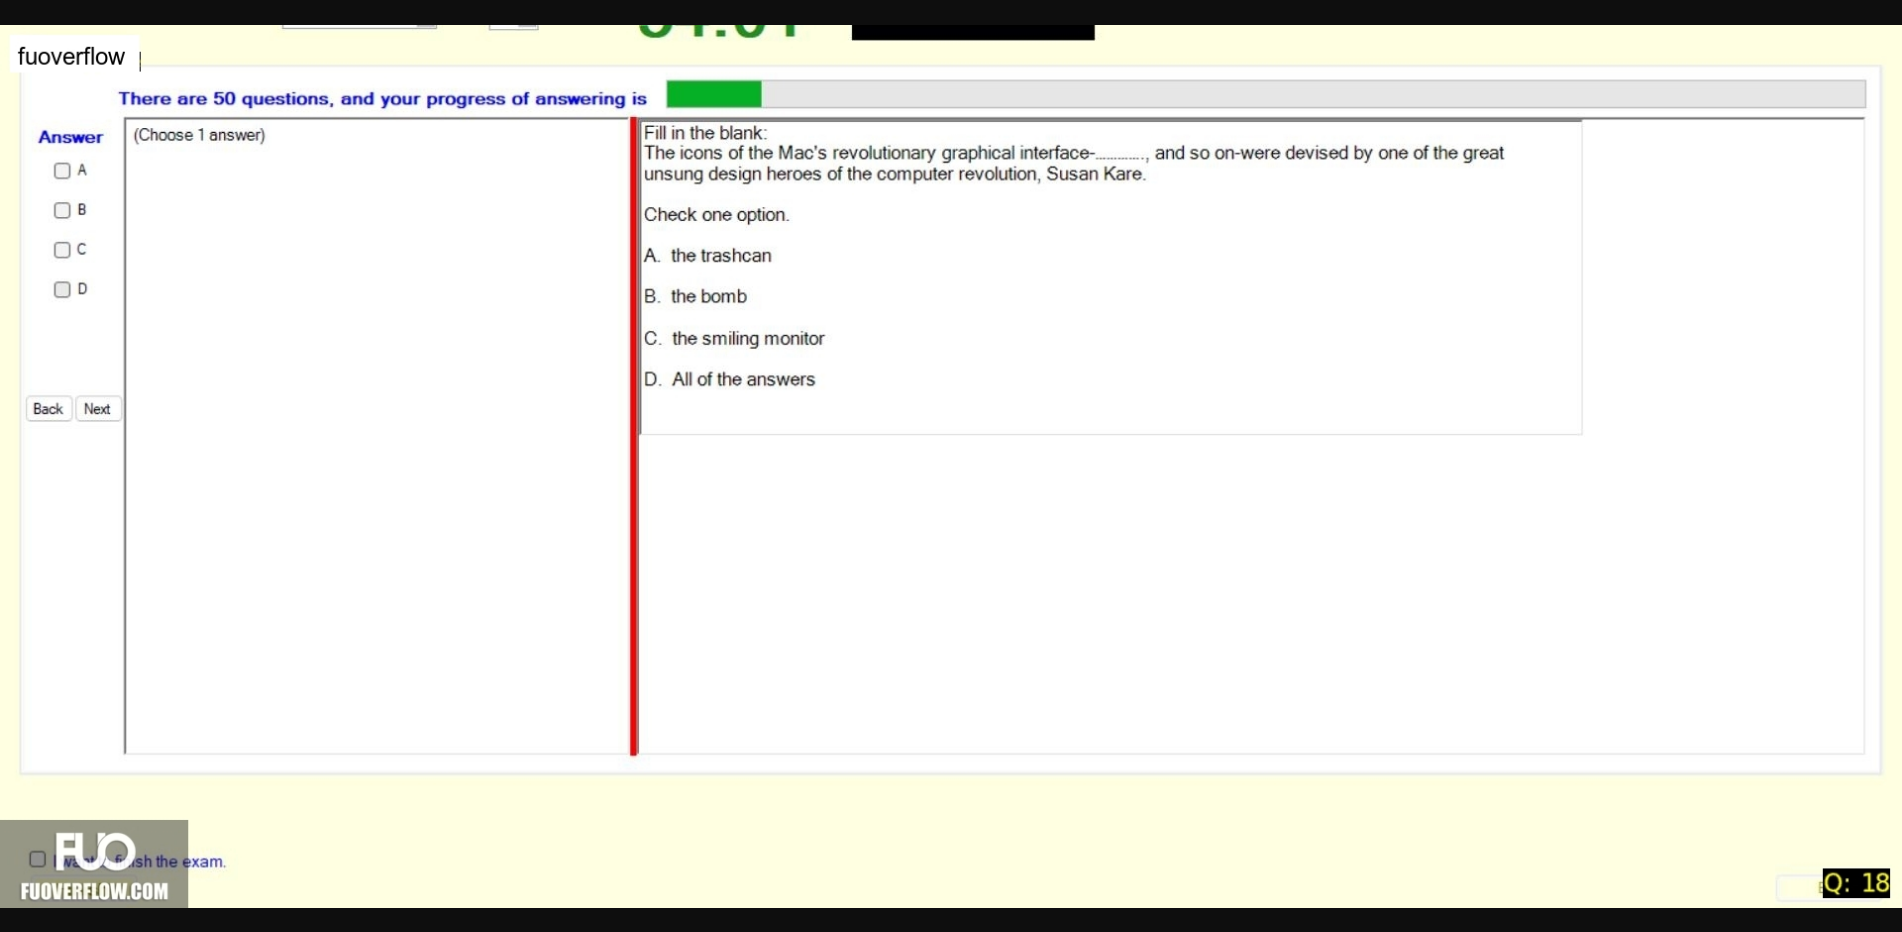 fuoverflow
There are 50 questions, and your progress of answering is
Answer
(Choose 1 answer)
A
B
C
D
Back Next
Fill in the blank:
The icons of the Mac's revolutionary graphical interface-............, and so on-were devised by one of the great
unsung design heroes of the computer revolution, Susan Kare.
Check one option.
A. the trashcan
B. the bomb
C. the smiling monitor
D. All of the answers
FUO
finish the exam.
FUOVERFLOW.COM
Q: 18